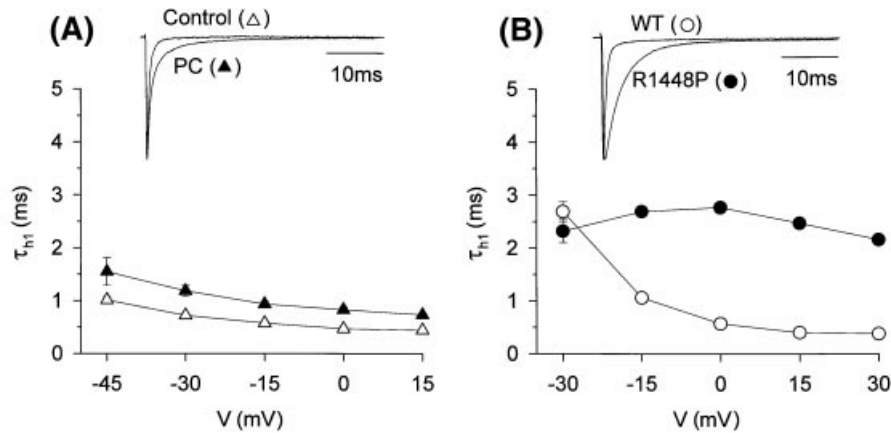 (A)
Control (△)
PC (▲)
10ms
5
4
3
2
1
0
τh1 (ms)
-45
-30
-15
0
15
V (mV)
(B)
WT (○)
R1448P (●)
10ms
5
4
3
2
1
0
τh1 (ms)
-30
-15
0
15
30
V (mV)